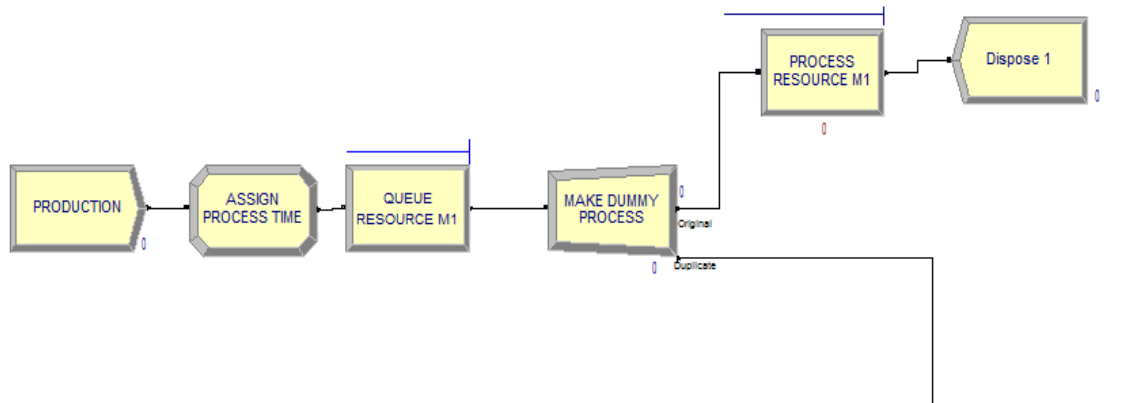 PROCESS
RESOURCE M1
Dispose 1
0
0
PRODUCTION
0
ASSIGN
PROCESS TIME
QUEUE
RESOURCE M1
MAKE DUMMY
PROCESS
0
Original
0
Duplicate